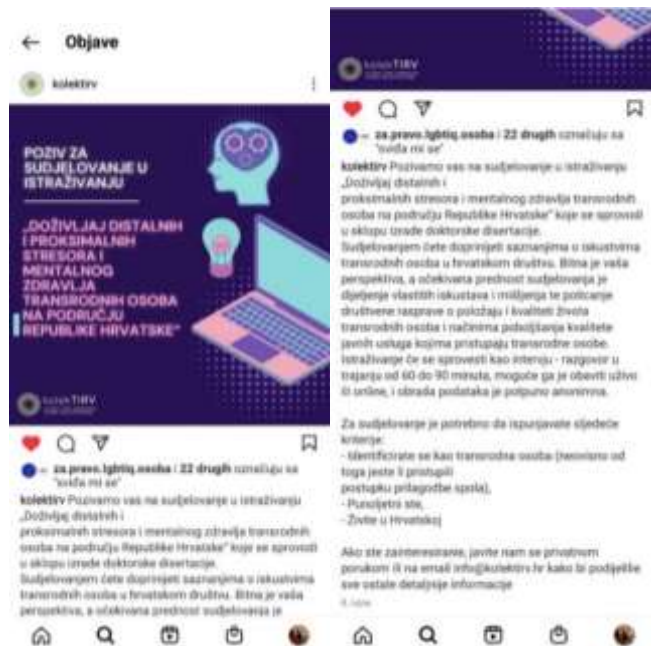 Objave
kolektirv
POZIV ZA
SUDJELOVANJE U
ISTRAŽIVANJU
„DOŽIVLJAJ DISTALNIH
I PROKSIMALNIH
STRESORA I
MENTALNOG
ZDRAVLJA
TRANSRODNIH OSOBA
NA PODRUČJU
REPUBLIKE HRVATSKE"
kolekTIRV
za.pravo.lgbtiq.osoba i 22 drugih označuju sa
"sviđa mi se"
kolektirv Pozivamo vas na sudjelovanje u istraživanju
„Doživljaj distalnih i
proksimalnih stresora i mentalnog zdravlja transrodnih
osoba na području Republike Hrvatske" koje se sprovodi
u sklopu izrade doktorske disertacije.
Sudjelovanjem ćete doprinijeti saznanjima o iskustvima
transrodnih osoba u hrvatskom društvu. Bitna je vaša
perspektiva, a očekivana prednost sudjelovanja je
kolekTIRV
za.pravo.lgbtiq.osoba i 22 drugih označuju sa
"sviđa mi se"
kolektirv Pozivamo vas na sudjelovanje u istraživanju
„Doživljaj distalnih i
proksimalnih stresora i mentalnog zdravlja transrodnih
osoba na području Republike Hrvatske" koje se sprovodi
u sklopu izrade doktorske disertacije.
Sudjelovanjem ćete doprinijeti saznanjima o iskustvima
transrodnih osoba u hrvatskom društvu. Bitna je vaša
perspektiva, a očekivana prednost sudjelovanja je
dijeljenje vlastitih iskustava i mišljenja te poticanje
društvene rasprave o položaju i kvaliteti života
transrodnih osoba i načinima poboljšanja kvalitete
javnih usluga kojima pristupaju transrodne osobe.
Istraživanje će se sprovesti kao intervju - razgovor u
trajanju od 60 do 90 minuta, moguće ga je obaviti uživo
ili online, i obrada podataka je potpuno anonimna.
Za sudjelovanje je potrebno da ispunjavate sljedeće
kriterije:
- Identificirate se kao transrodna osoba (neovisno od
toga jeste li pristupili
postupku prilagodbe spola),
- Punoljetni ste,
- Živite u Hrvatskoj
Ako ste zainteresirane, javite nam se privatnom
porukom ili na email info@kolektirv.hr kako bi podijelile
sve ostale detaljnije informacije